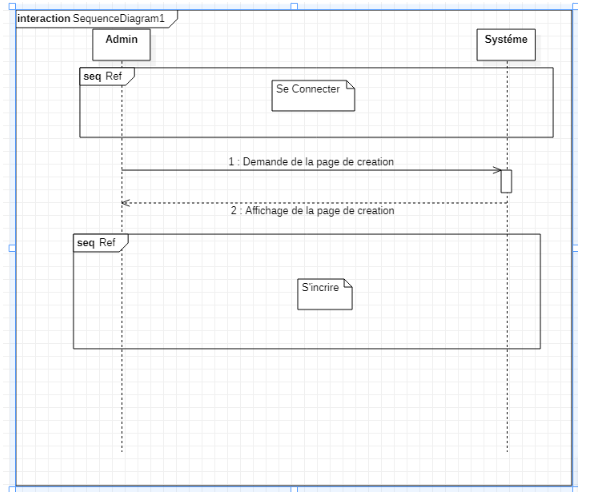 interaction SequenceDiagram1
Admin
Systéme
seq Ref
Se Connecter
1 : Demande de la page de creation
2 : Affichage de la page de creation
seq Ref
S'incrire